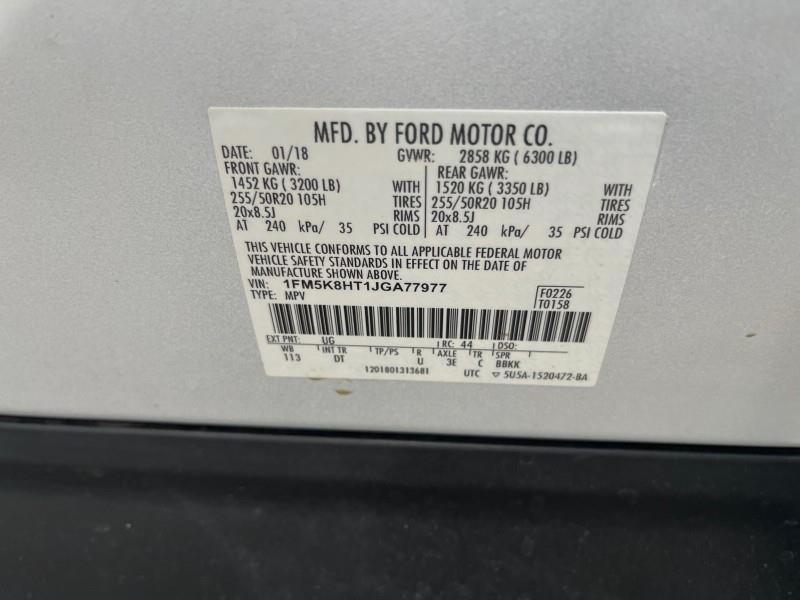 MFD. BY FORD MOTOR CO.
DATE: 01/18 GVWR: 2858 KG ( 6300 LB)
FRONT GAWR: REAR GAWR:
1452 KG ( 3200 LB) WITH 1520 KG ( 3350 LB) WITH
255/50R20 105H TIRES 255/50R20 105H TIRES
20x8.5J RIMS 20x8.5J RIMS
AT 240 kPa/ 35 PSI COLD AT 240 kPa/ 35 PSI COLD
THIS VEHICLE CONFORMS TO ALL APPLICABLE FEDERAL MOTOR
VEHICLE SAFETY STANDARDS IN EFFECT ON THE DATE OF
MANUFACTURE SHOWN ABOVE.
VIN: 1FM5K8HT1JGA77977 F0226
TYPE: MPV T0158
EXT PNT: UG RC: 44 DSO:
WB INT TR TP/PS R AXLE TR SPR
113 DT U 3E C BBKK
1201801313681 UTC ▽ 5U5A-1520472-BA